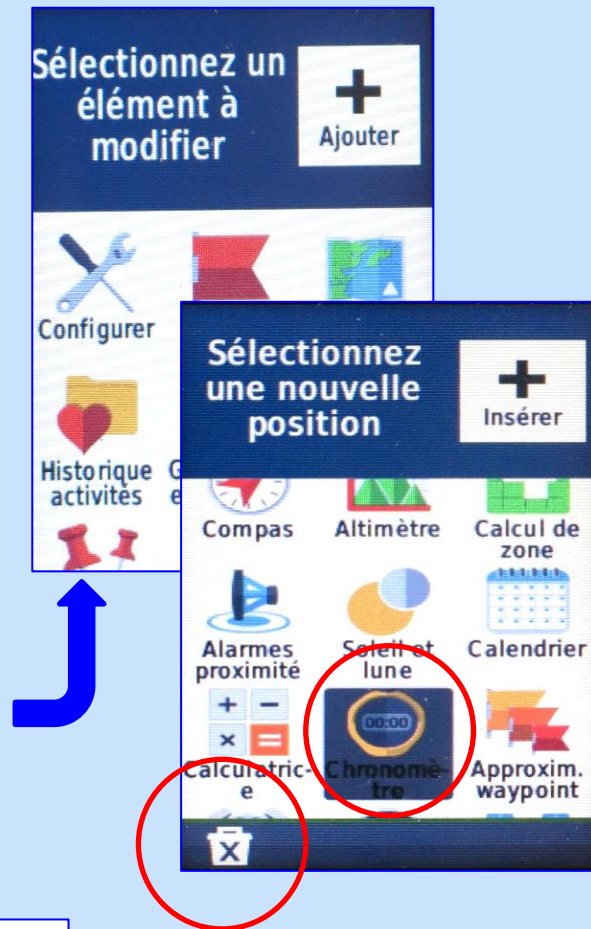 Sélectionnez un
élément à
modifier
Ajouter
Configurer
Historique
activités
G
e
Sélectionnez
une nouvelle
position
Insérer
Compas
Altimètre
Calcul de
zone
Alarmes
proximité
Soleil et
lune
Calendrier
Calculatric-
e
00:00
Chronomè-
tre
Approxim.
waypoint